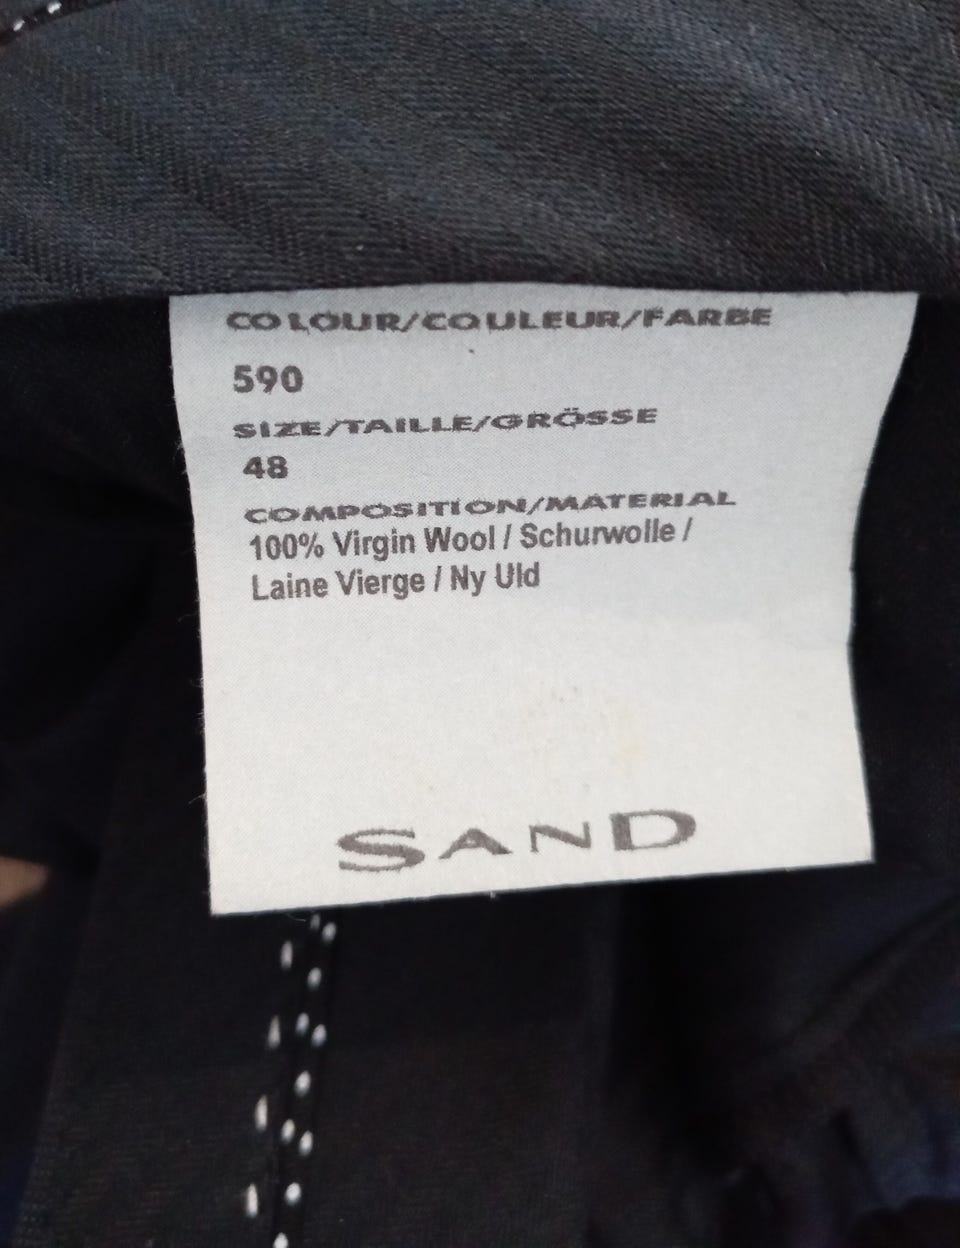 COLOUR/COULEUR/FARBE
590
SIZE/TAILLE/GRÖSSE
48
COMPOSITION/MATERIAL
100% Virgin Wool / Schurwolle /
Laine Vierge / Ny Uld
SAND